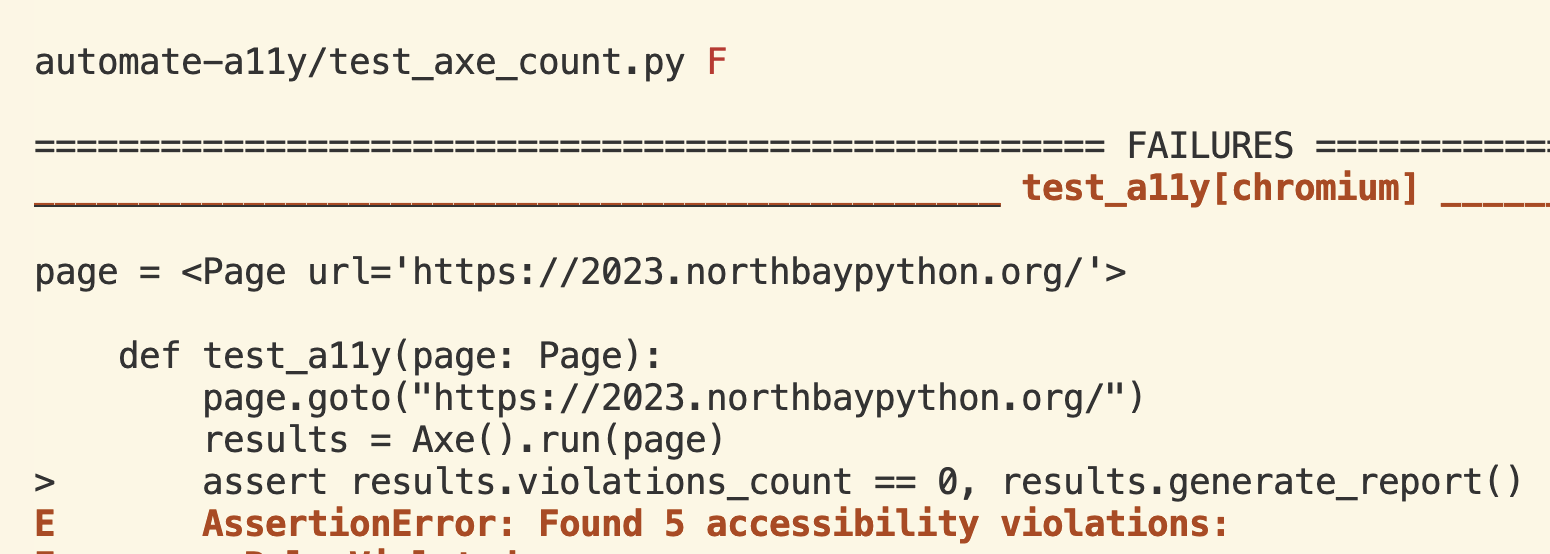 automate-a11y/test_axe_count.py F
=================================================== FAILURES ===========
______________________________________________ test_a11y[chromium] _____
page = <Page url='https://2023.northbaypython.org/'>
    def test_a11y(page: Page):
        page.goto("https://2023.northbaypython.org/")
        results = Axe().run(page)
>       assert results.violations_count == 0, results.generate_report()
E       AssertionError: Found 5 accessibility violations: